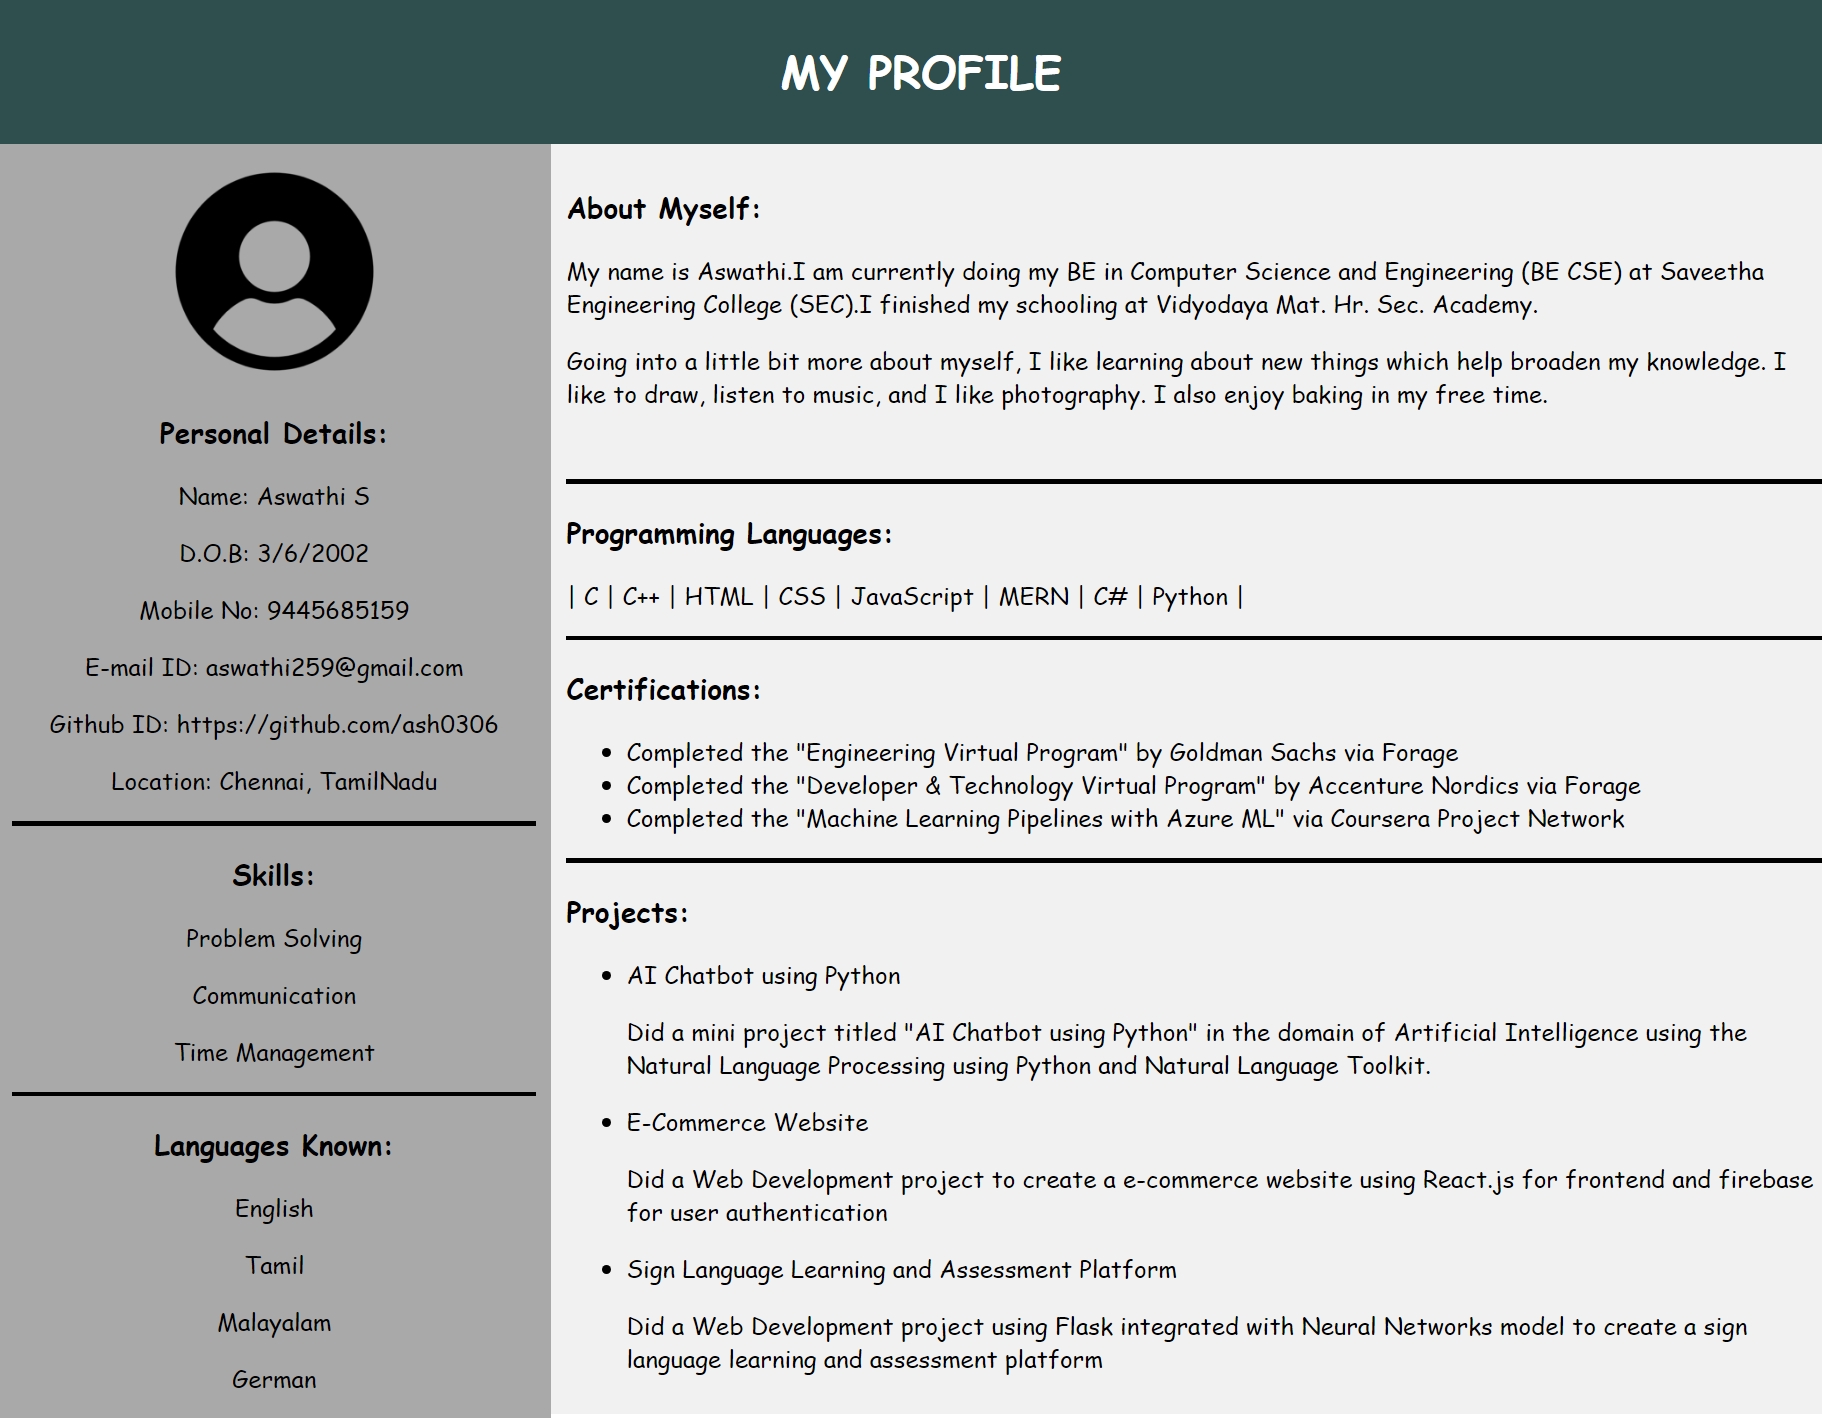 MY PROFILE
Personal Details:
Name: Aswathi S
D.O.B: 3/6/2002
Mobile No: 9445685159
E-mail ID: aswathi259@gmail.com
Github ID: https://github.com/ash0306
Location: Chennai, TamilNadu
Skills:
Problem Solving
Communication
Time Management
Languages Known:
English
Tamil
Malayalam
German
About Myself:
My name is Aswathi.I am currently doing my BE in Computer Science and Engineering (BE CSE) at Saveetha
Engineering College (SEC).I finished my schooling at Vidyodaya Mat. Hr. Sec. Academy.
Going into a little bit more about myself, I like learning about new things which help broaden my knowledge. I
like to draw, listen to music, and I like photography. I also enjoy baking in my free time.
Programming Languages:
| C | C++ | HTML | CSS | JavaScript | MERN | C# | Python |
Certifications:
• Completed the "Engineering Virtual Program" by Goldman Sachs via Forage
• Completed the "Developer & Technology Virtual Program" by Accenture Nordics via Forage
• Completed the "Machine Learning Pipelines with Azure ML" via Coursera Project Network
Projects:
• AI Chatbot using Python
Did a mini project titled "AI Chatbot using Python" in the domain of Artificial Intelligence using the
Natural Language Processing using Python and Natural Language Toolkit.
• E-Commerce Website
Did a Web Development project to create a e-commerce website using React.js for frontend and firebase
for user authentication
• Sign Language Learning and Assessment Platform
Did a Web Development project using Flask integrated with Neural Networks model to create a sign
language learning and assessment platform